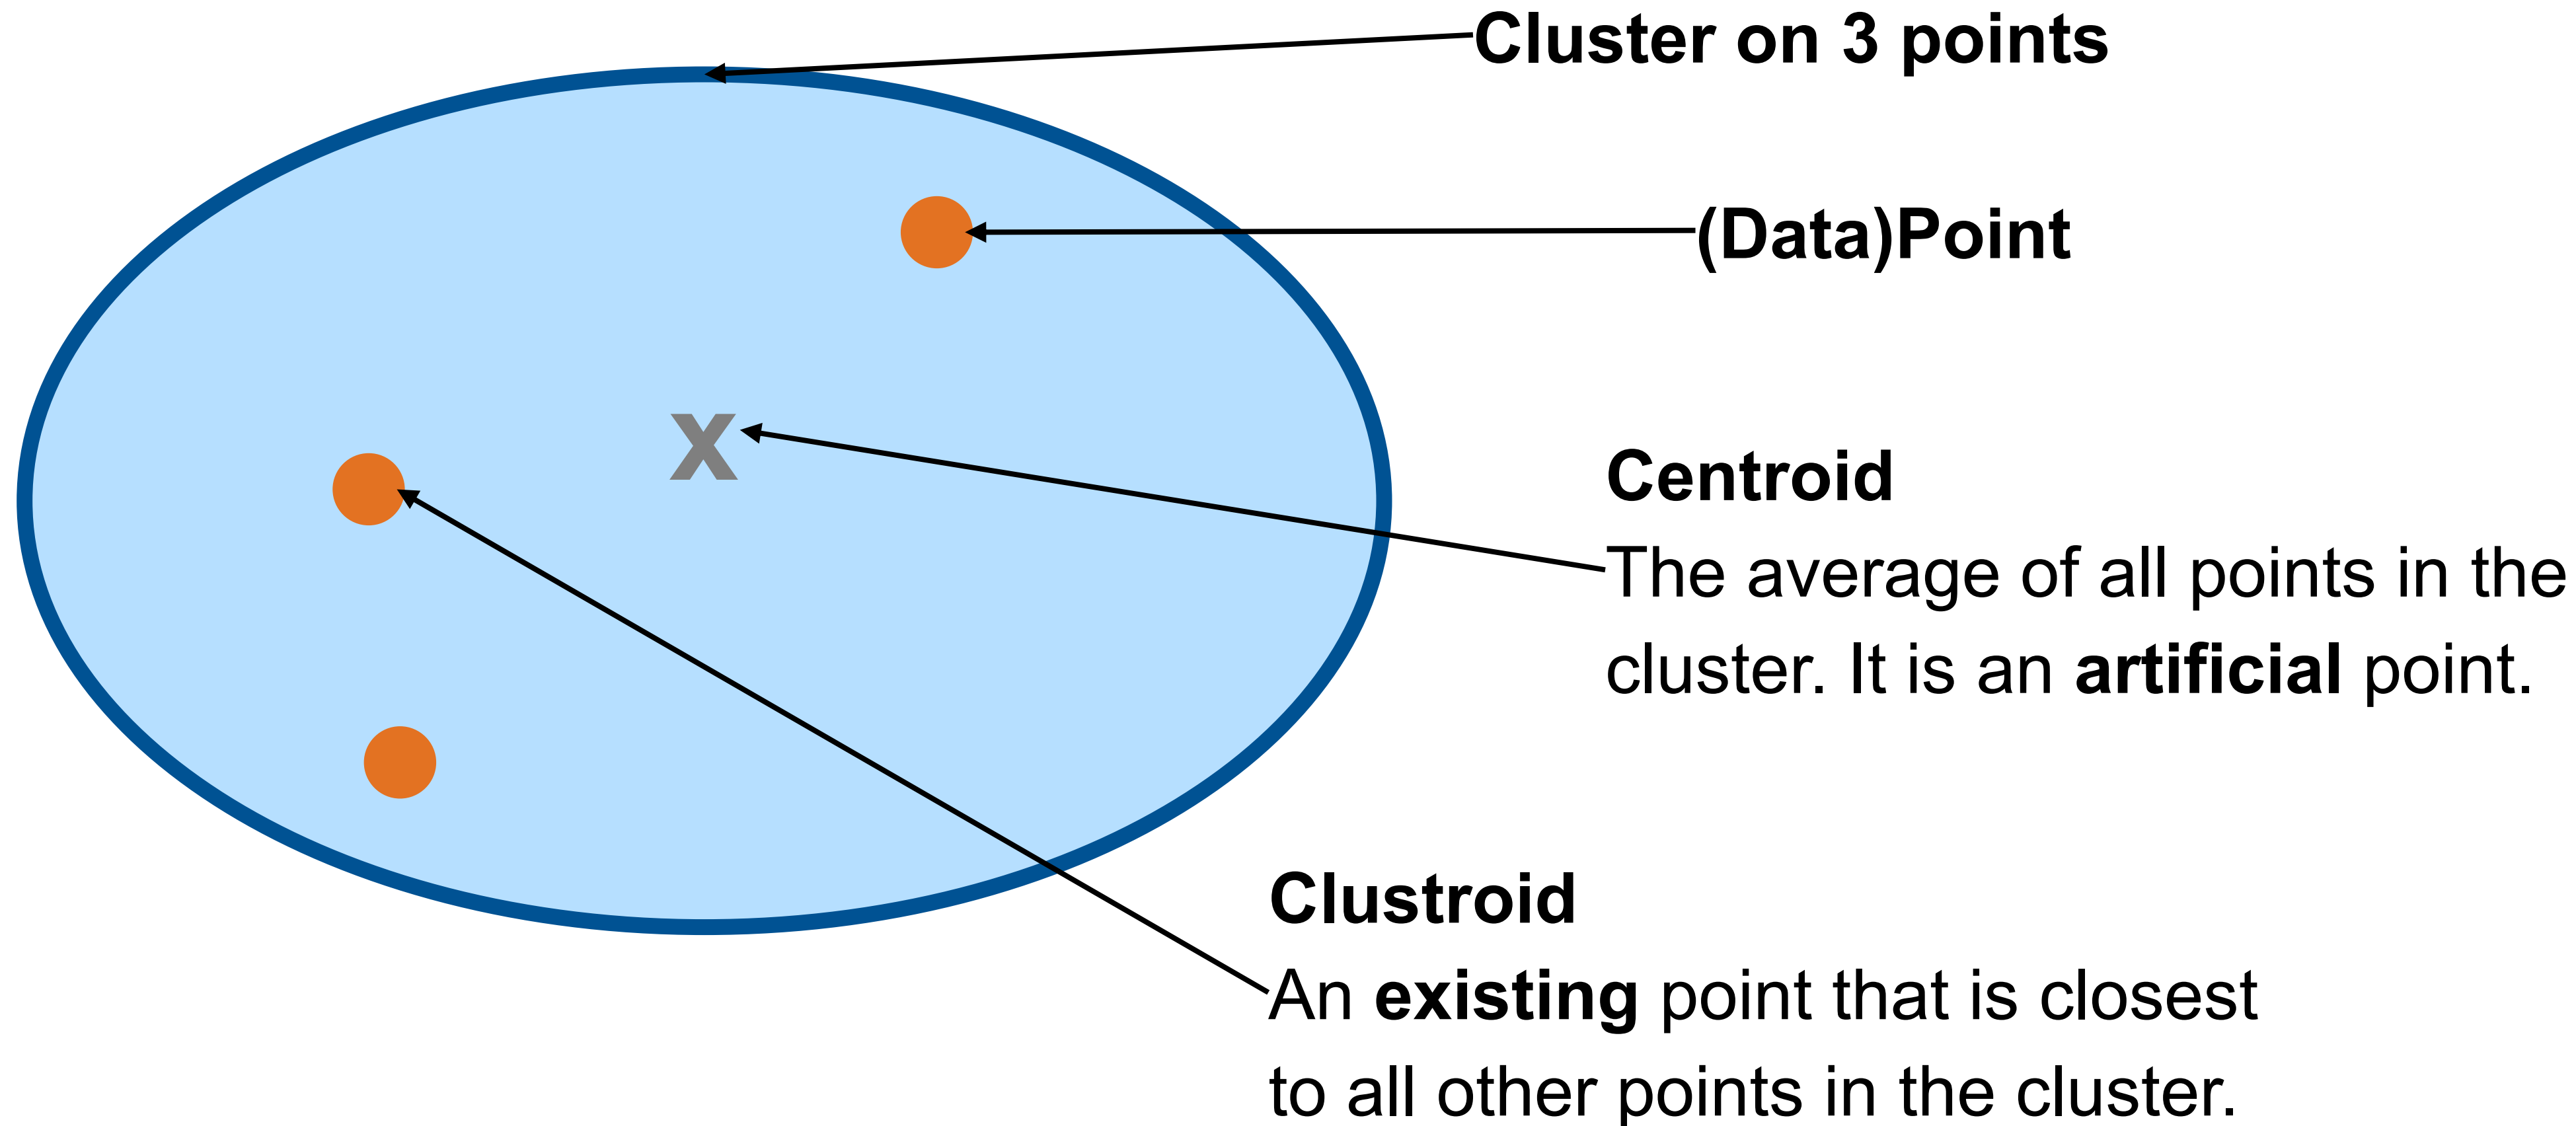 Cluster on 3 points
(Data)Point
x
Centroid
The average of all points in the
cluster. It is an artificial point.
Clustroid
An existing point that is closest
to all other points in the cluster.